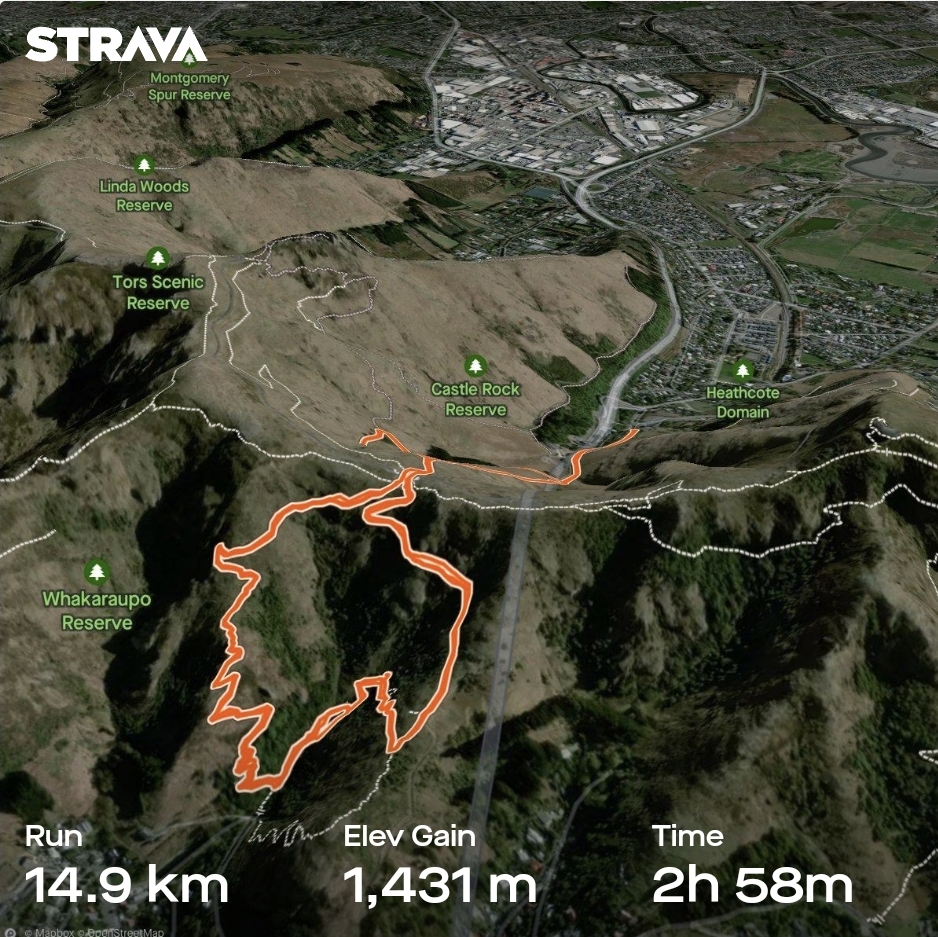 STRAVA
Montgomery
Spur Reserve
Linda Woods
Reserve
Tors Scenic
Reserve
Castle Rock
Reserve
Heathcote
Domain
Whakaraupo
Reserve
Run
Elev Gain
Time
14.9 km
1,431 m
2h 58m
© Mapbox © OpenStreetMap